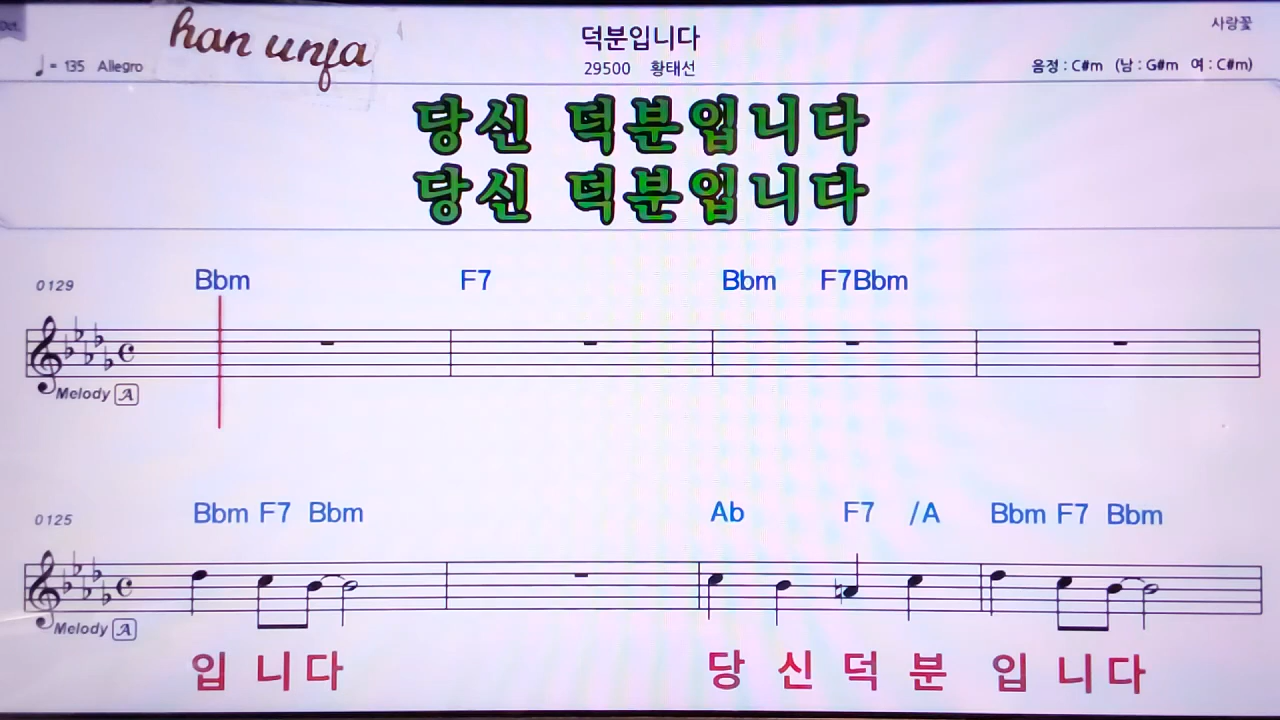 Oct.
han unfa
덕분입니다
사랑꽃
♩= 135 Allegro
29500 황태선
음정 : C#m (남 : G#m 여 : C#m)
당신 덕분입니다
당신 덕분입니다
0129 Bbm F7 Bbm F7Bbm
Melody A
0125 Bbm F7 Bbm Ab F7 /A Bbm F7 Bbm
Melody A
입 니다 당 신 덕 분 입 니다